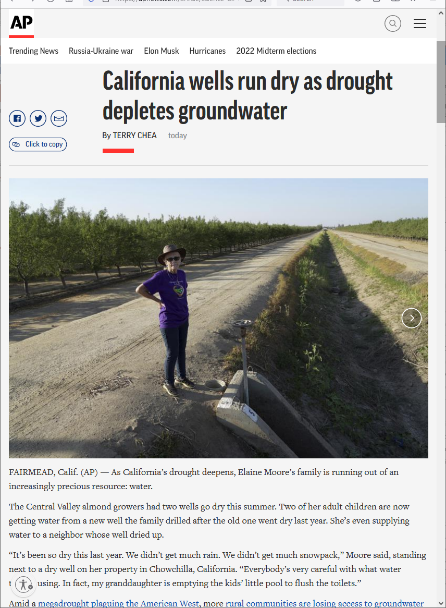 AP
Trending News Russia-Ukraine war Elon Musk Hurricanes 2022 Midterm elections
California wells run dry as drought
depletes groundwater
By TERRY CHEA today
Click to copy
FAIRMEAD, Calif. (AP) — As California's drought deepens, Elaine Moore's family is running out of an
increasingly precious resource: water.
The Central Valley almond growers had two wells go dry this summer. Two of her adult children are now
getting water from a new well the family drilled after the old one went dry last year. She's even supplying
water to a neighbor whose well dried up.
"It's been so dry this last year. We didn't get much rain. We didn't get much snowpack," Moore said, standing
next to a dry well on her property in Chowchilla, California. "Everybody's very careful with what water
using. In fact, my granddaughter is emptying the kids' little pool to flush the toilets."
Amid a megadrought plaguing the American West, more rural communities are losing access to groundwater